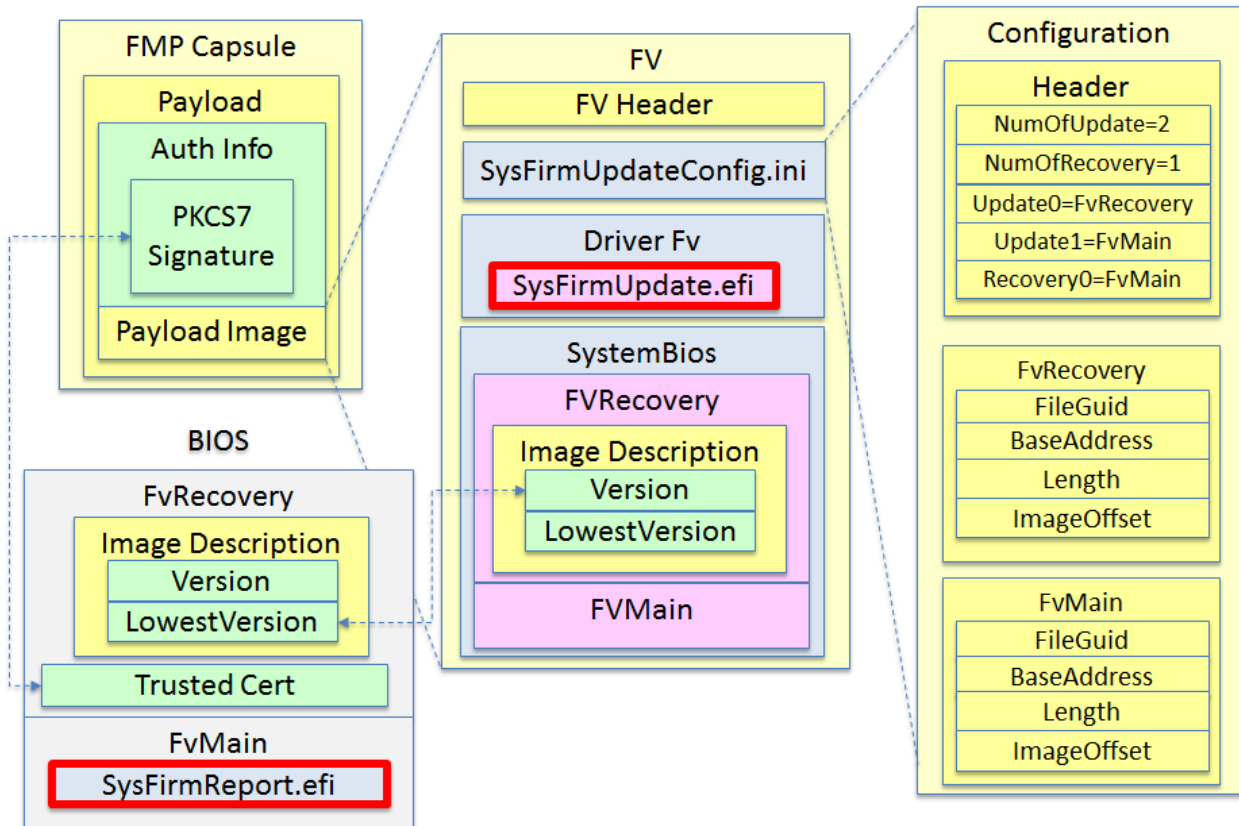 FMP Capsule
Payload
Auth Info
PKCS7
Signature
Payload Image
BIOS
FvRecovery
Image Description
Version
LowestVersion
Trusted Cert
FvMain
SysFirmReport.efi
FV
FV Header
SysFirmUpdateConfig.ini
Driver Fv
SysFirmUpdate.efi
SystemBios
FVRecovery
Image Description
Version
LowestVersion
FVMain
Configuration
Header
NumOfUpdate=2
NumOfRecovery=1
Update0=FvRecovery
Update1=FvMain
Recovery0=FvMain
FvRecovery
FileGuid
BaseAddress
Length
ImageOffset
FvMain
FileGuid
BaseAddress
Length
ImageOffset